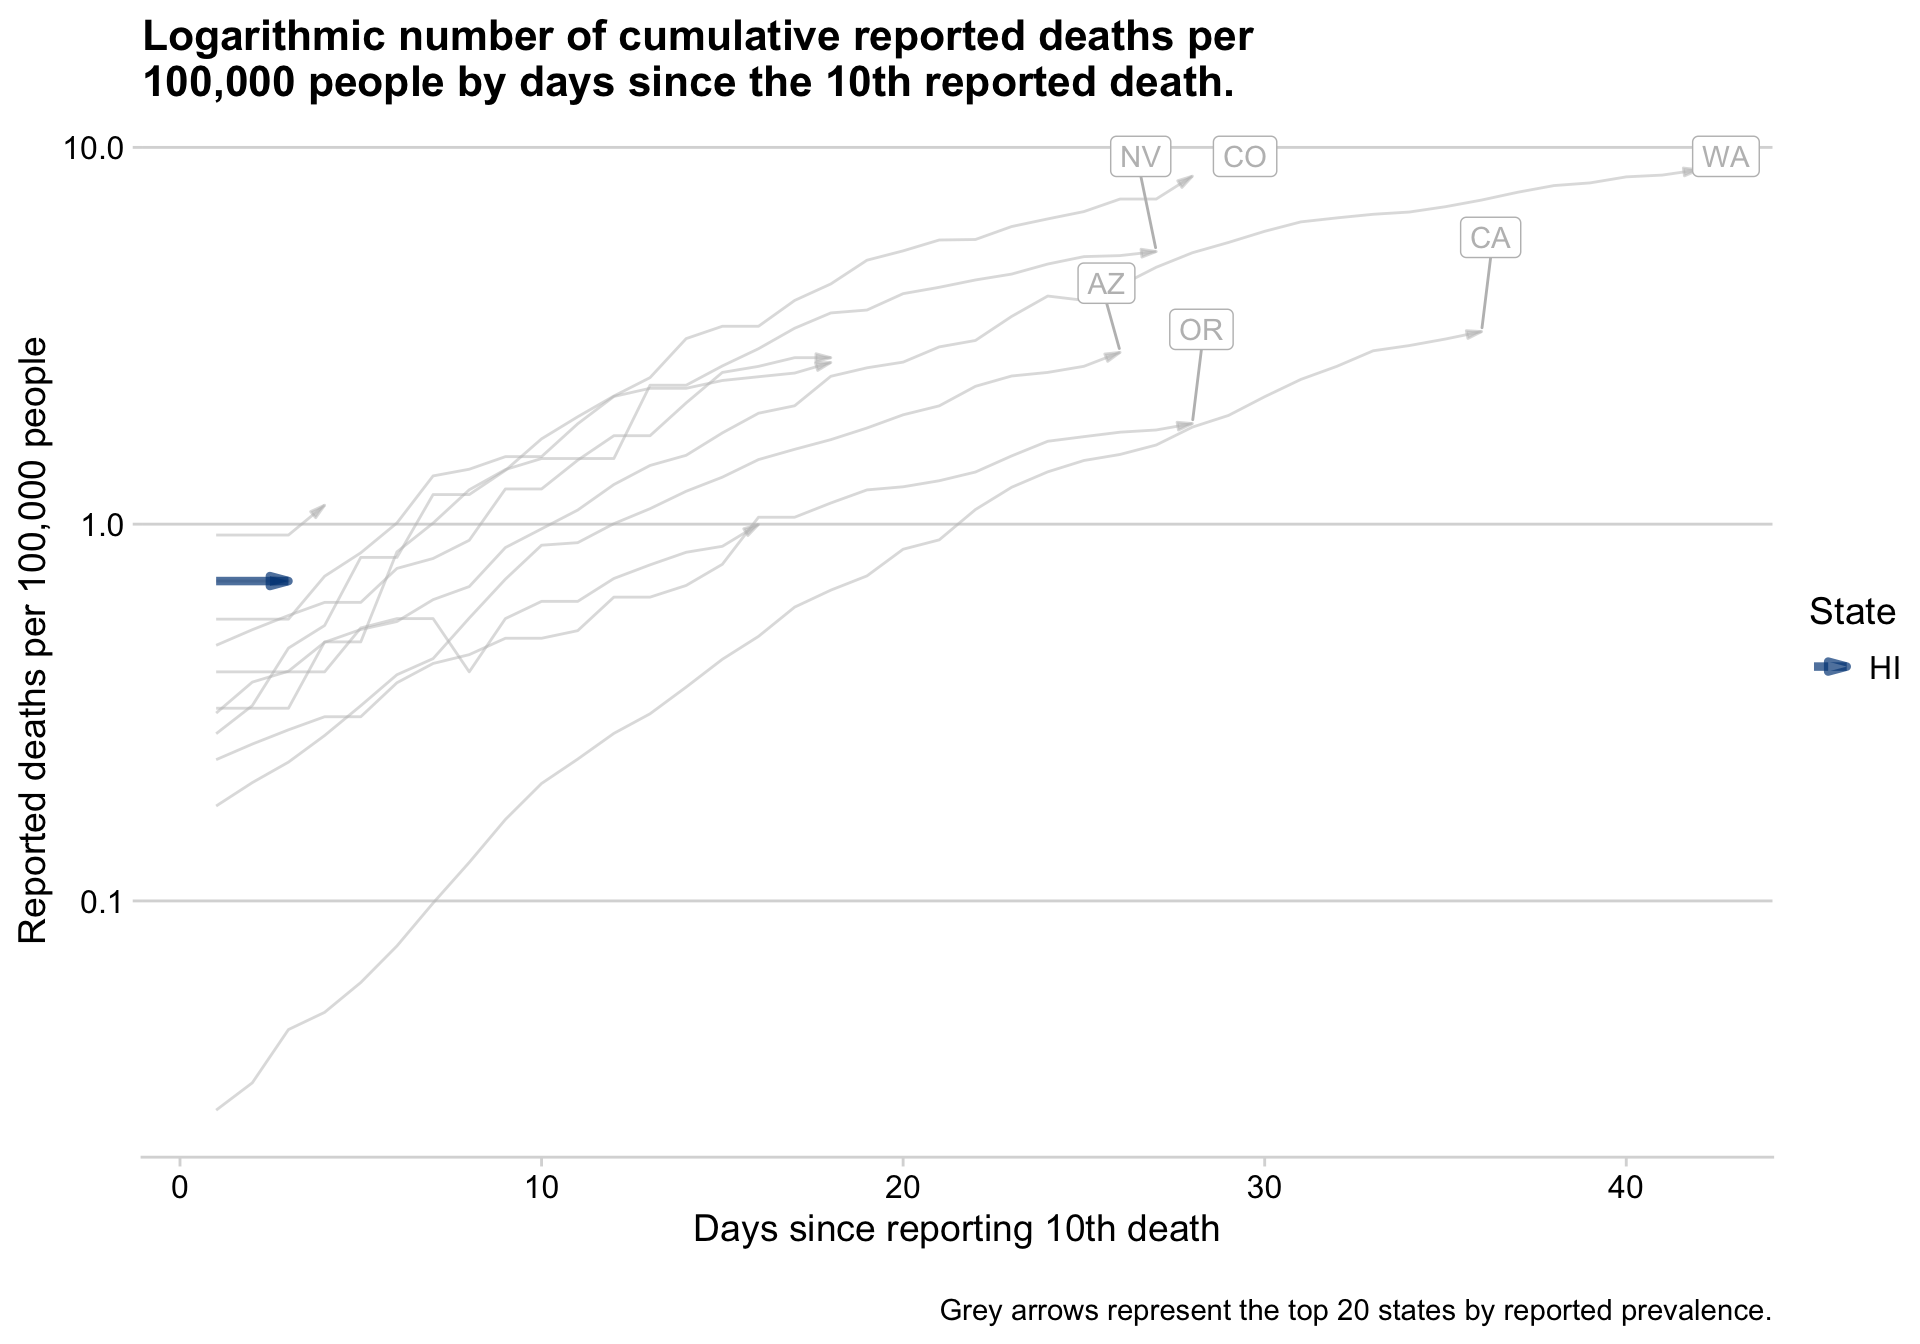 Logarithmic number of cumulative reported deaths per
100,000 people by days since the 10th reported death.
Reported deaths per 100,000 people
10.0
1.0
0.1
NV
CO
WA
CA
AZ
OR
State
HI
0
10
20
30
40
Days since reporting 10th death
Grey arrows represent the top 20 states by reported prevalence.